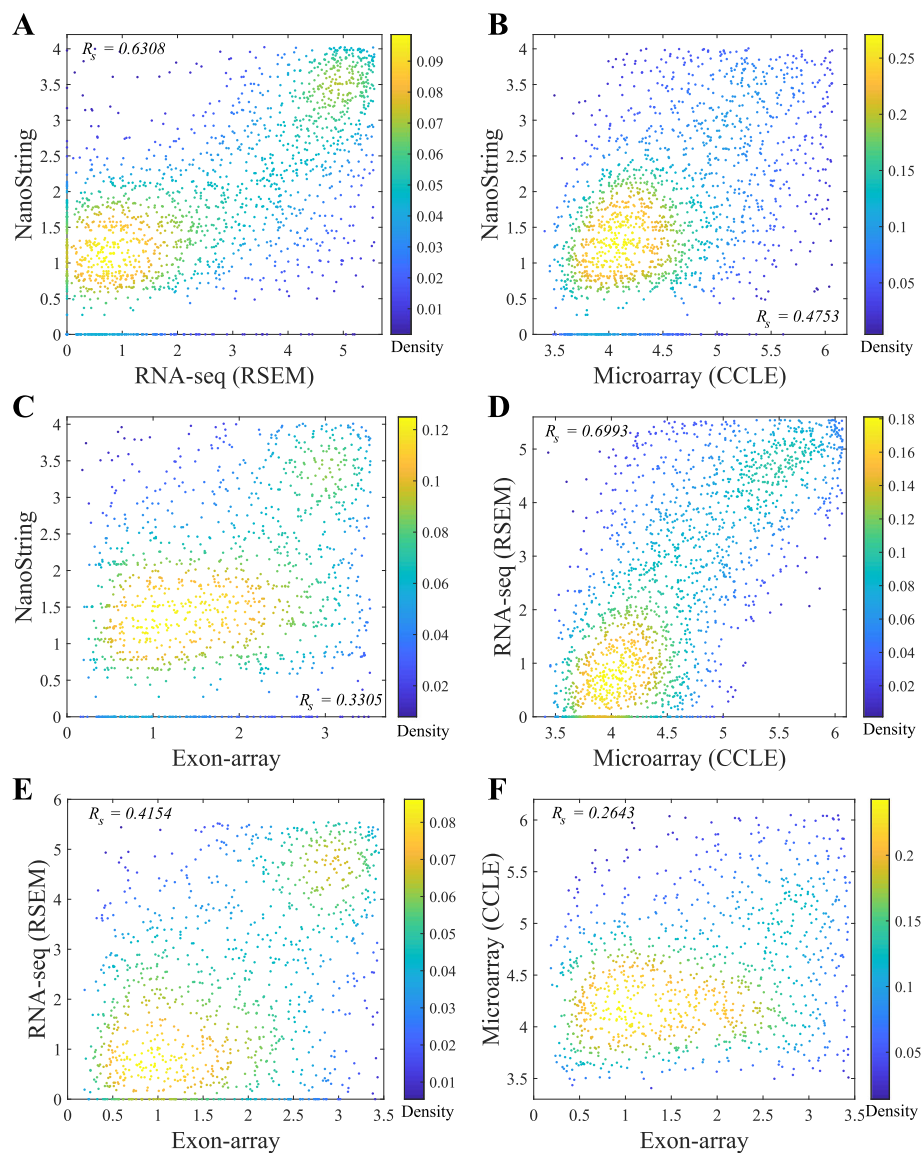 A
R_s = 0.6308
4
3.5
3
2.5
2
1.5
1
0.5
0
NanoString
0 1 2 3 4 5
RNA-seq (RSEM)
0.09
0.08
0.07
0.06
0.05
0.04
0.03
0.02
0.01
Density
B
4
3.5
3
2.5
2
1.5
1
0.5
0
NanoString
R_s = 0.4753
3.5 4 4.5 5 5.5 6
Microarray (CCLE)
0.25
0.2
0.15
0.1
0.05
Density
C
4
3.5
3
2.5
2
1.5
1
0.5
0
NanoString
R_s = 0.3305
0 1 2 3
Exon-array
0.12
0.1
0.08
0.06
0.04
0.02
Density
D
R_s = 0.6993
5
4
3
2
1
0
RNA-seq (RSEM)
3.5 4 4.5 5 5.5 6
Microarray (CCLE)
0.18
0.16
0.14
0.12
0.1
0.08
0.06
0.04
0.02
Density
E
R_s = 0.4154
6
5
4
3
2
1
0
RNA-seq (RSEM)
0 0.5 1 1.5 2 2.5 3 3.5
Exon-array
0.08
0.07
0.06
0.05
0.04
0.03
0.02
0.01
Density
F
R_s = 0.2643
6
5.5
5
4.5
4
3.5
Microarray (CCLE)
0 0.5 1 1.5 2 2.5 3 3.5
Exon-array
0.2
0.15
0.1
0.05
Density